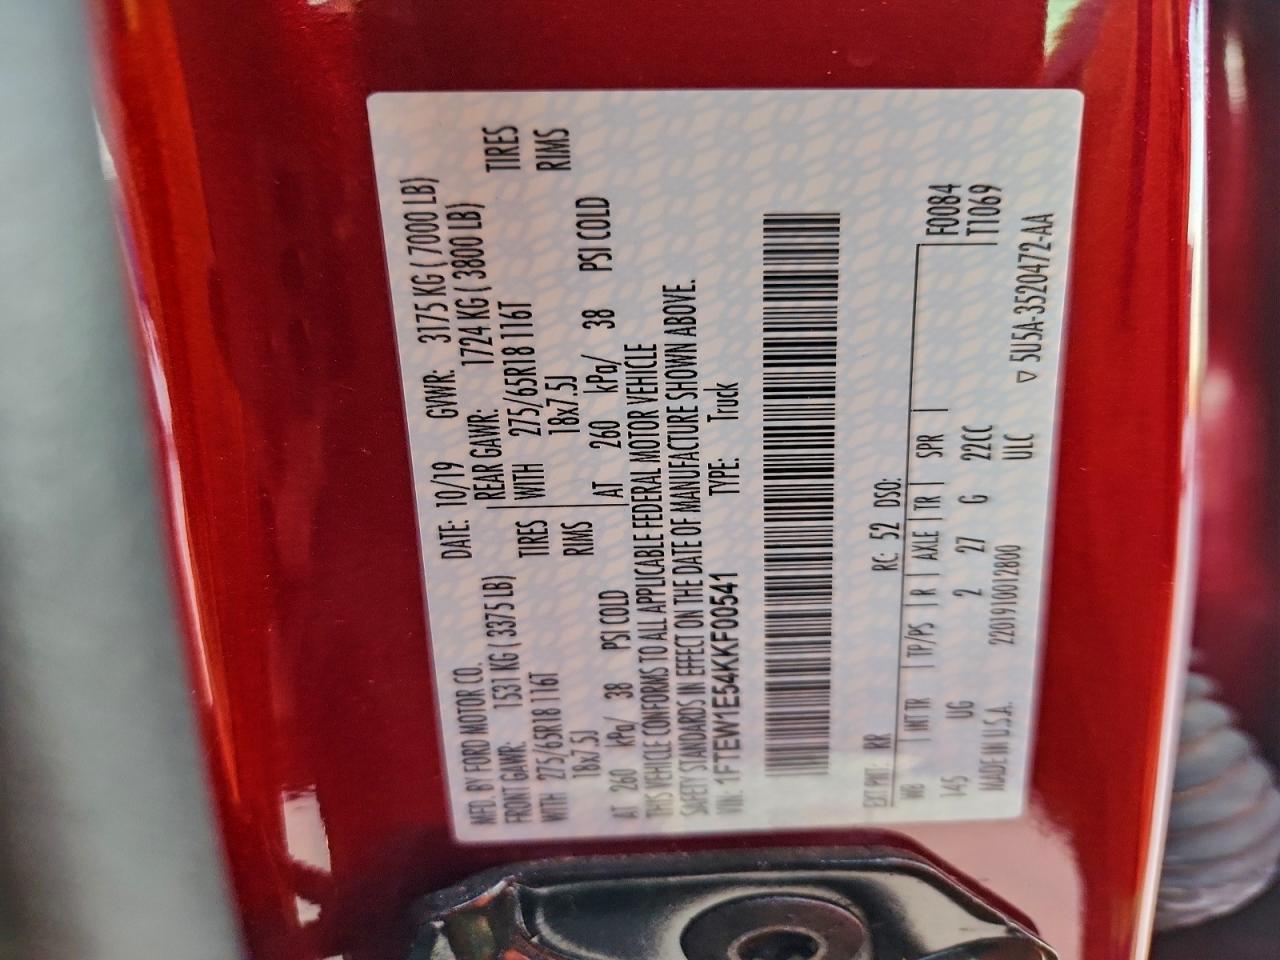 MFD. BY FORD MOTOR CO.
DATE: 10/19 GVWR: 3175 KG ( 7000 LB)
FRONT GAWR: 1531 KG ( 3375 LB) REAR GAWR: 1724 KG ( 3800 LB)
WITH 275/65R18 116T TIRES WITH 275/65R18 116T TIRES
18x7.5J RIMS 18x7.5J RIMS
AT 260 kPa/ 38 PSI COLD AT 260 kPa/ 38 PSI COLD
THIS VEHICLE CONFORMS TO ALL APPLICABLE FEDERAL MOTOR VEHICLE
SAFETY STANDARDS IN EFFECT ON THE DATE OF MANUFACTURE SHOWN ABOVE.
VIN: 1FTEW1E54KKF00541 TYPE: Truck
EXT PNT: RR RC: 52 DSO:
WB INT TR TP/PS R AXLE TR SPR F0084
145 UG 2 27 G 22CC T1069
MADE IN U.S.A. 2201910012800 ULC
▽ 5U5A-3520472-AA